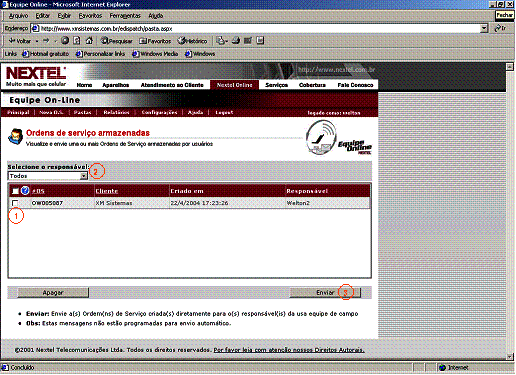 Equipe Online - Microsoft Internet Explorer
Fechar
Arquivo Editar Exibir Favoritos Ferramentas Ajuda
Endereço http://www.xmsistemas.com.br/edispatch/pasta.aspx Ir
Voltar Pesquisar Favoritos Histórico
Links Hotmail gratuito Personalizar links Windows Media Windows
NEXTEL
Muito mais que celular
http://www.nextel.com.br
Home Aparelhos Atendimento ao Cliente Nextel Online Serviços Cobertura Fale Conosco
Equipe On-Line
Principal | Nova O.S. | Pastas | Relatórios | Configurações | Ajuda | Logout
logado como: welton
Ordens de serviço armazenadas
Visualize e envie uma ou mais Ordens de Serviço armazenadas por usuários
Equipe Online
NEXTEL
Selecione o responsável:
Todos
2
? #OS Cliente Criado em Responsável
OW005087 XM Sistemas 22/4/2004 17:23:26 Welton2
1
Apagar Enviar 3
• Enviar: Envie a(s) Ordem(ns) de Serviço criada(s) diretamente para o(s) responsável(is) da usa equipe de campo
• Obs: Estas mensagens não estão programadas para envio automático.
©2001 Nextel Telecomunicações Ltda. Todos os direitos reservados. Por favor leia com atenção nossos Direitos Autorais.
Concluído Internet